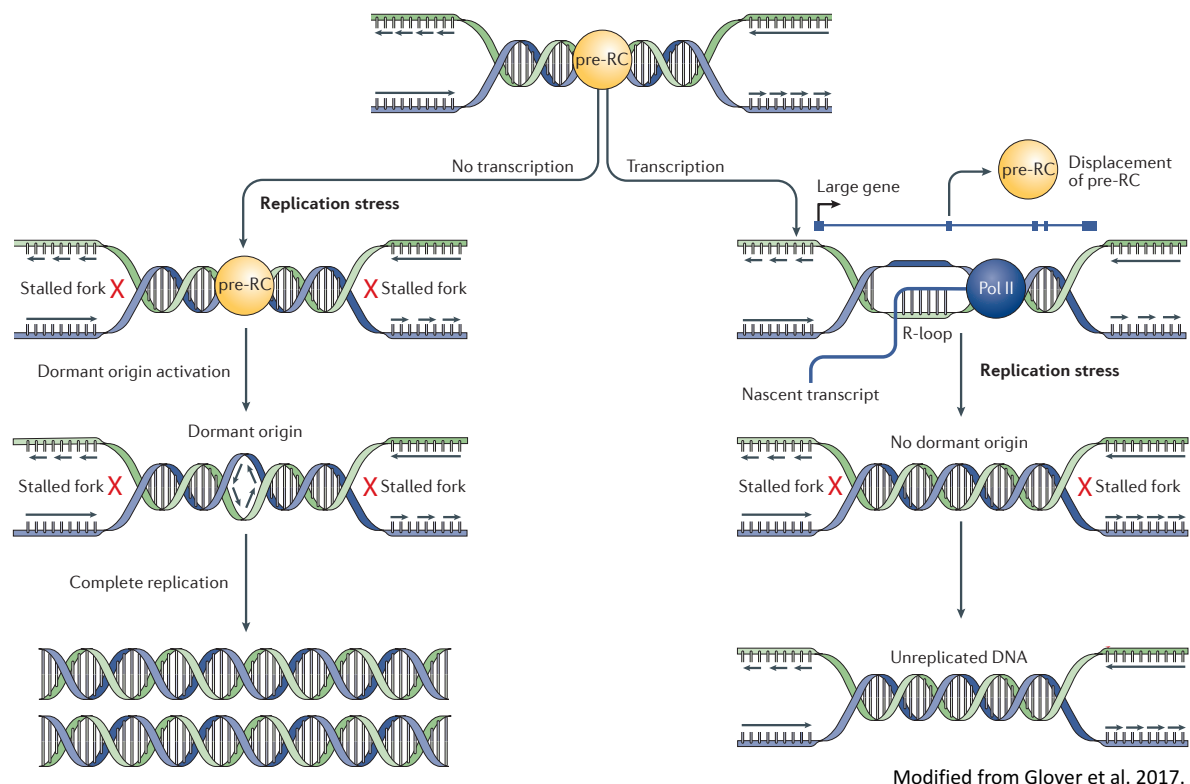 pre-RC
No transcription
Transcription
Replication stress
Large gene
pre-RC
Displacement
of pre-RC
Stalled fork X
pre-RC
X Stalled fork
Pol II
R-loop
Nascent transcript
Dormant origin activation
Replication stress
Dormant origin
No dormant origin
Stalled fork X
X Stalled fork
Stalled fork X
X Stalled fork
Complete replication
Unreplicated DNA
Modified from Glover et al. 2017.